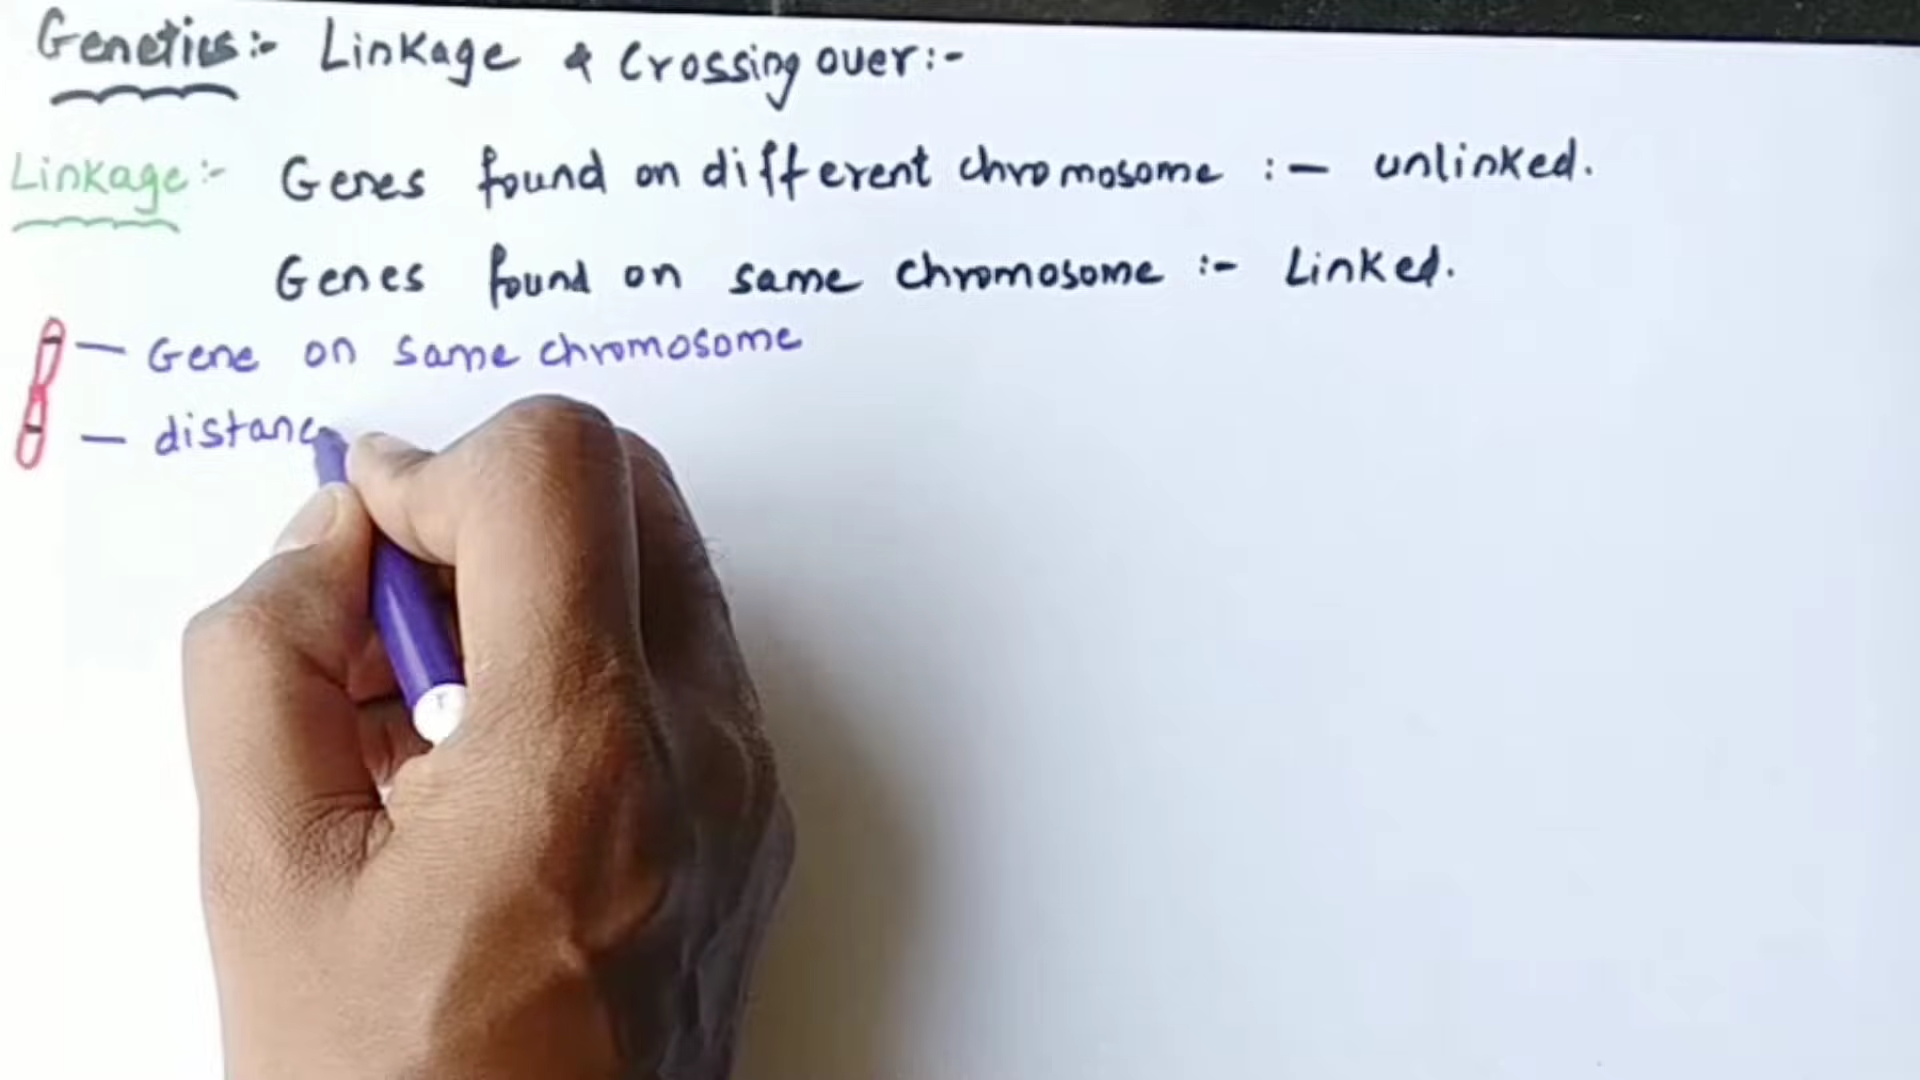 Genetics:- Linkage & Crossing over:-
Linkage:- Genes found on different chromosome :- unlinked.
Genes found on same chromosome :- Linked.
— Gene on same chromosome
— distanc